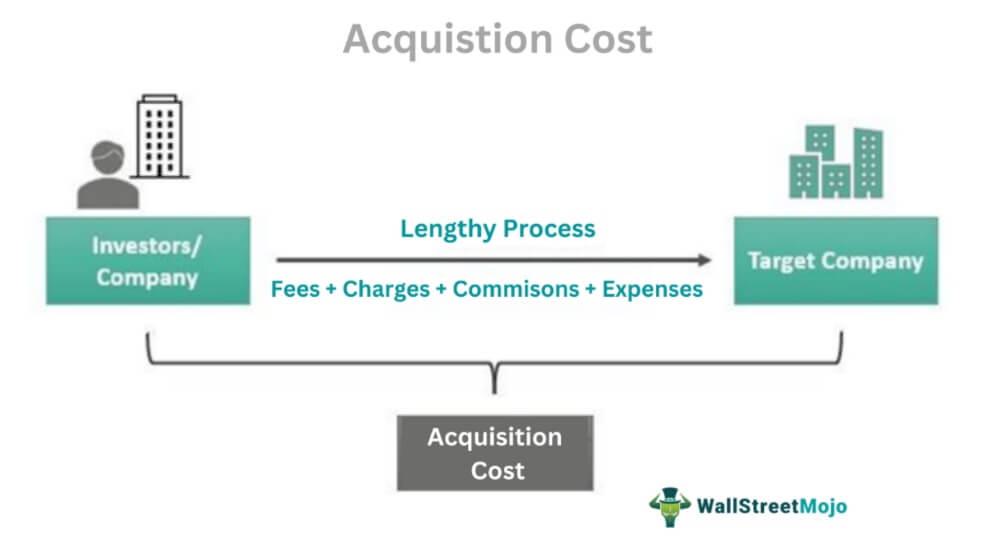 Acquistion Cost
Investors/
Company
Lengthy Process
Fees + Charges + Commisons + Expenses
Target Company
Acquisition
Cost
WallStreetMojo